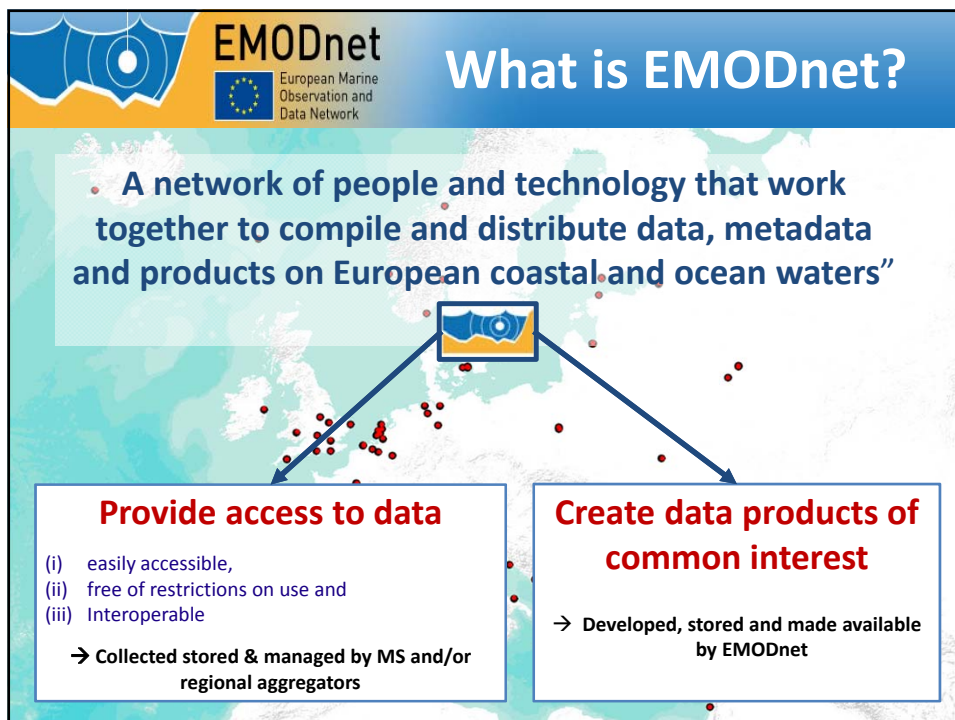 EMODnet
European Marine
Observation and
Data Network
What is EMODnet?
A network of people and technology that work
together to compile and distribute data, metadata
and products on European coastal and ocean waters”
Provide access to data
(i) easily accessible,
(ii) free of restrictions on use and
(iii) Interoperable
→ Collected stored & managed by MS and/or
regional aggregators
Create data products of
common interest
→ Developed, stored and made available
by EMODnet